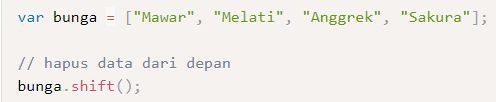 var bunga = ["Mawar", "Melati", "Anggrek", "Sakura"];
// hapus data dari depan
bunga.shift();